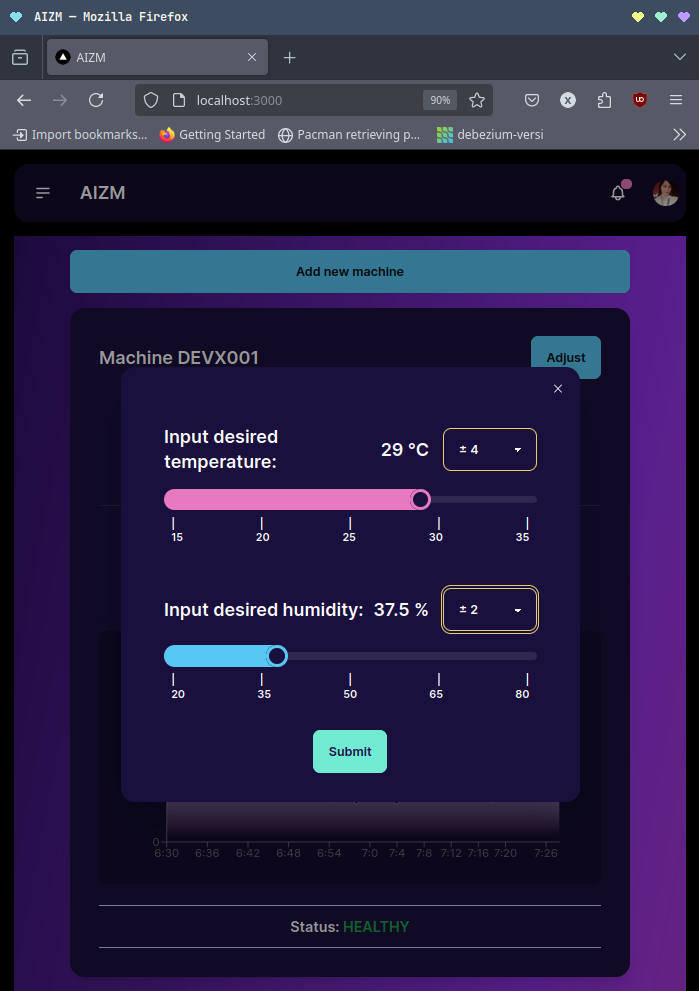 AIZM — Mozilla Firefox
AIZM
localhost:3000
90%
X
Import bookmarks...
Getting Started
Pacman retrieving p...
debezium-versi
AIZM
Add new machine
Machine DEVX001
Adjust
Input desired
temperature:
29 °C
± 4
15 20 25 30 35
Input desired humidity: 37.5 %
± 2
20 35 50 65 80
Submit
0
6:30 6:36 6:42 6:48 6:54 7:0 7:4 7:8 7:12 7:16 7:20 7:26
Status: HEALTHY